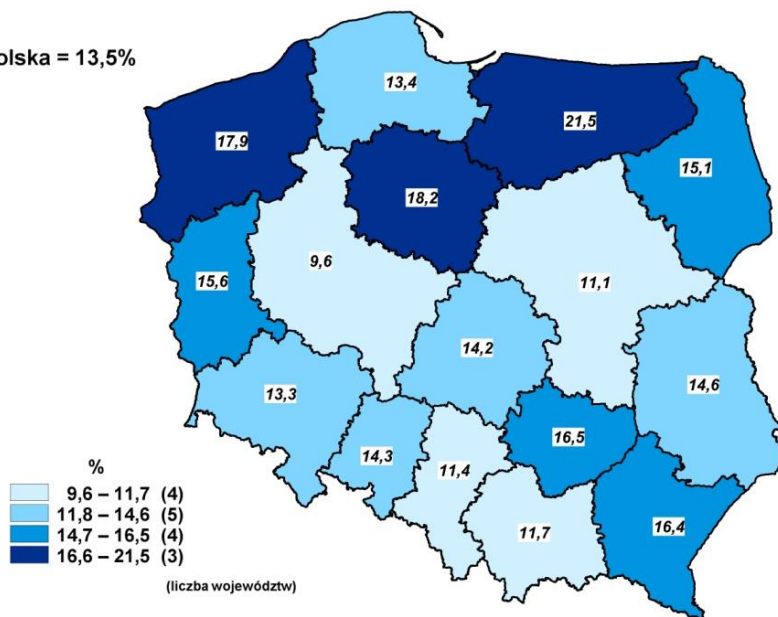 olska = 13,5%
13,4
21,5
17,9
15,1
18,2
9,6
15,6
11,1
14,2
14,6
13,3
16,5
14,3
11,4
16,4
11,7
%
9,6 – 11,7 (4)
11,8 – 14,6 (5)
14,7 – 16,5 (4)
16,6 – 21,5 (3)
(liczba województw)